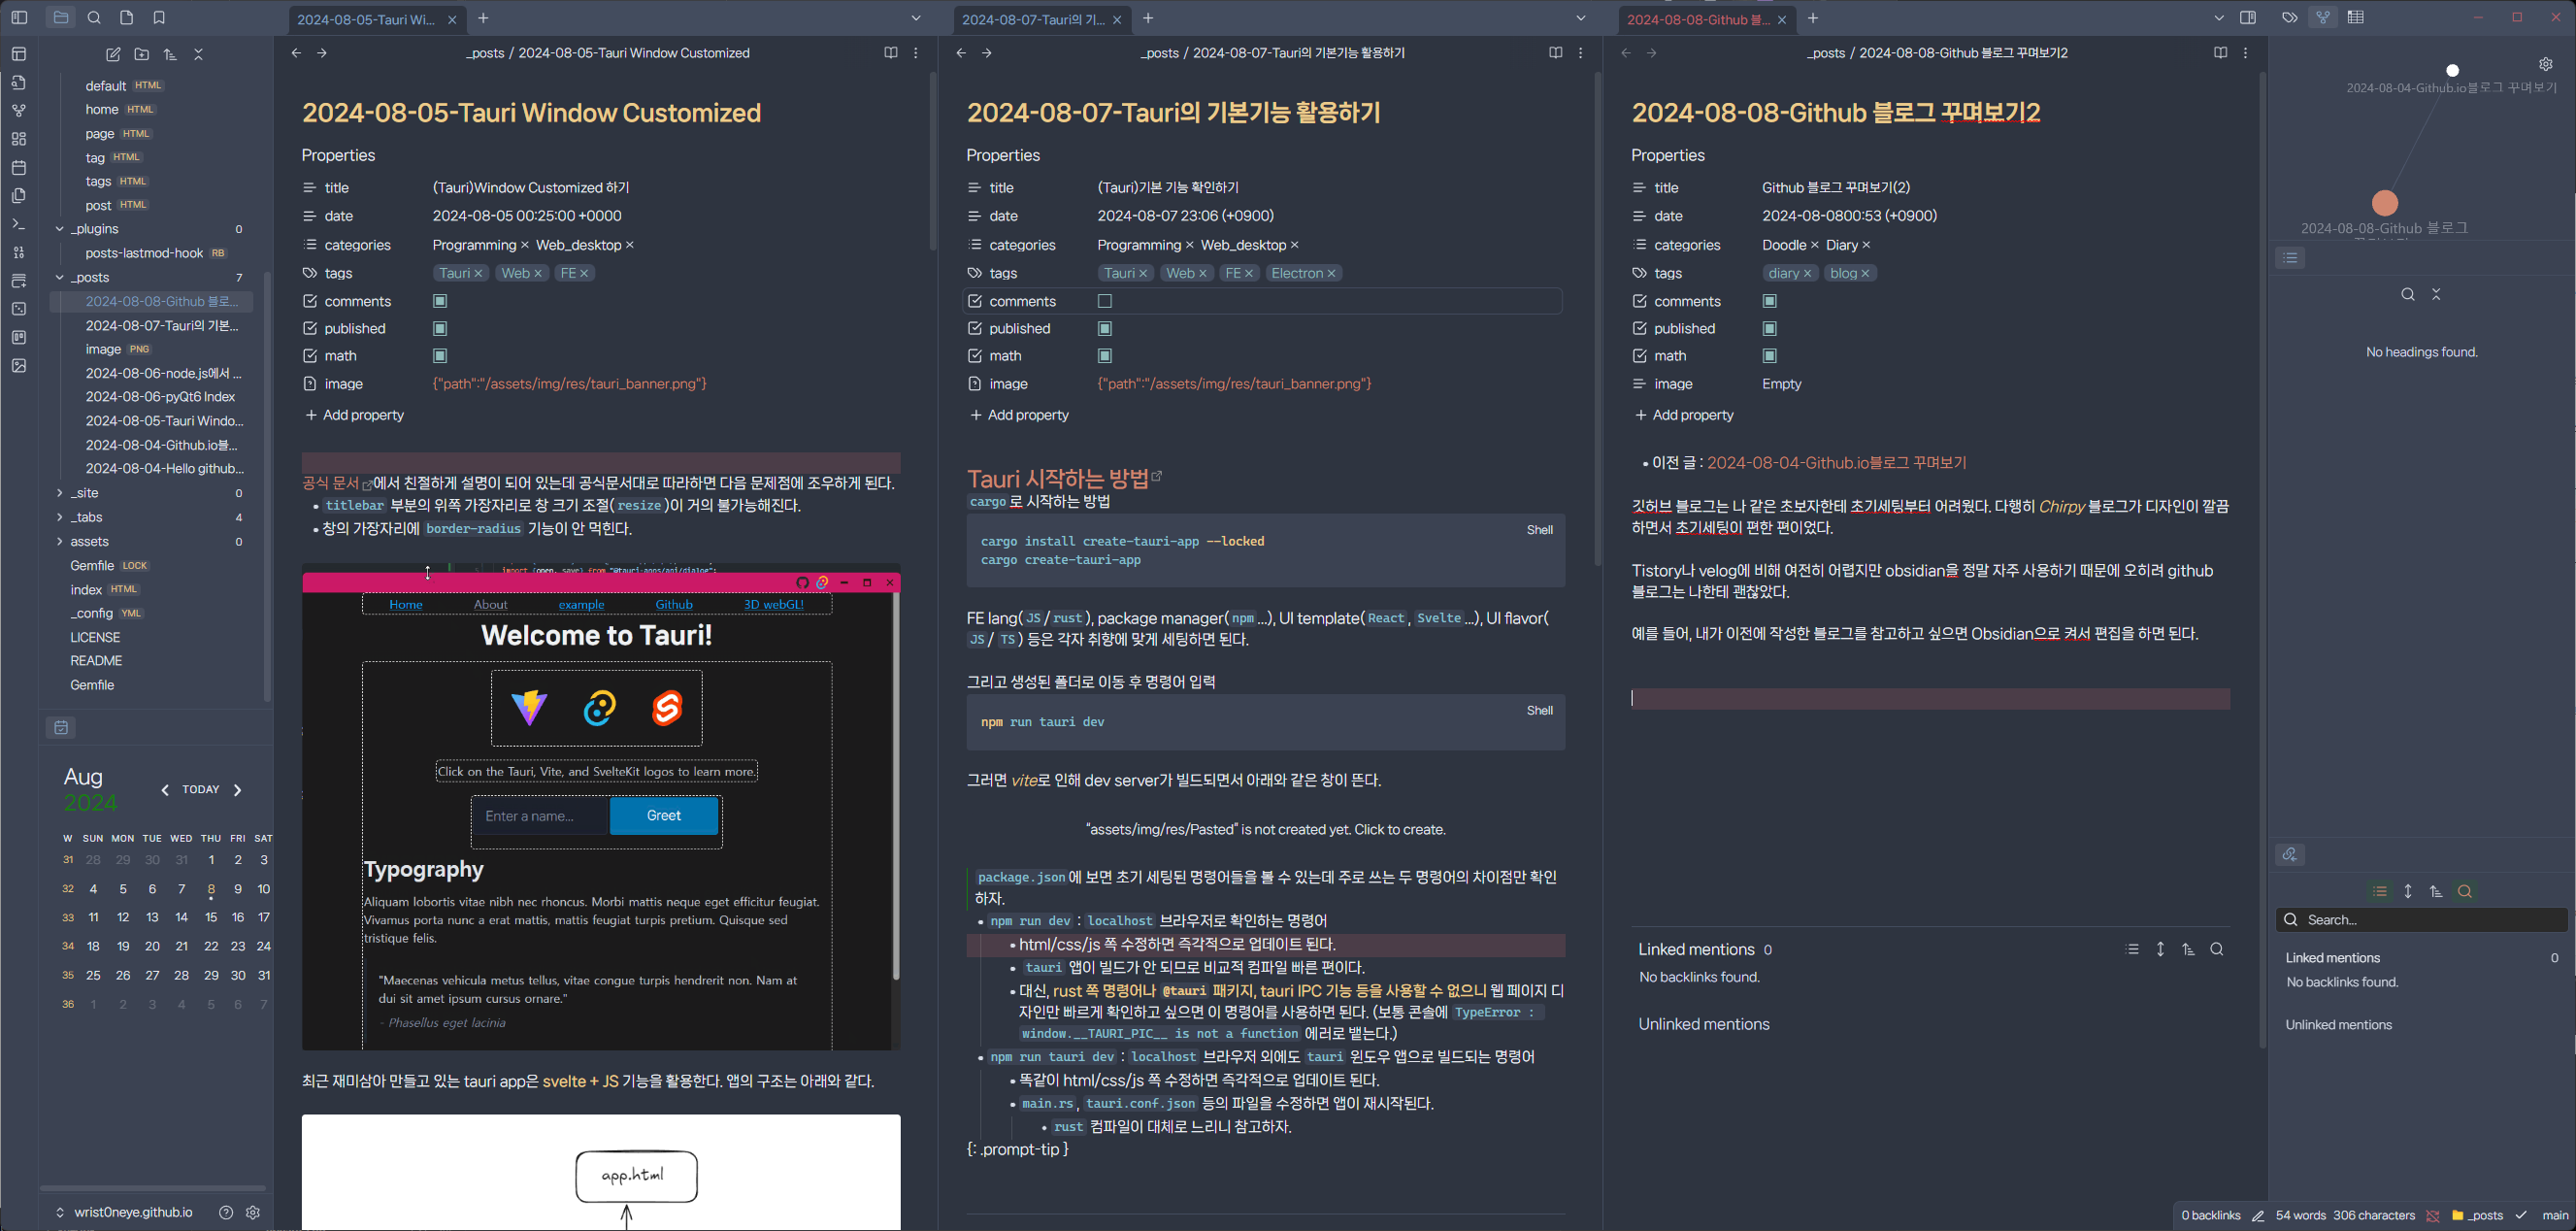 2024-08-05-Tauri Wi...
2024-08-07-Tauri의 기...
2024-08-08-Github 블...
default HTML
home HTML
page HTML
tag HTML
tags HTML
post HTML
_plugins 0
posts-lastmod-hook RB
_posts 7
2024-08-08-Github 블로...
2024-08-07-Tauri의 기본...
image PNG
2024-08-06-node.js에서 ...
2024-08-06-pyQt6 Index
2024-08-05-Tauri Windo...
2024-08-04-Github.io블...
2024-08-04-Hello github...
_site 0
_tabs 4
assets 0
Gemfile LOCK
index HTML
_config YML
LICENSE
README
Gemfile
Aug
2024
TODAY
W SUN MON TUE WED THU FRI SAT
31 28 29 30 31 1 2 3
32 4 5 6 7 8 9 10
33 11 12 13 14 15 16 17
34 18 19 20 21 22 23 24
35 25 26 27 28 29 30 31
36 1 2 3 4 5 6 7
wrist0neye.github.io
_posts / 2024-08-05-Tauri Window Customized
2024-08-05-Tauri Window Customized
Properties
title (Tauri)Window Customized 하기
date 2024-08-05 00:25:00 +0000
categories Programming × Web_desktop ×
tags Tauri × Web × FE ×
comments
published
math
image {"path":"/assets/img/res/tauri_banner.png"}
+ Add property
공식 문서에서 친절하게 설명이 되어 있는데 공식문서대로 따라하면 다음 문제점에 조우하게 된다.
• titlebar 부분의 위쪽 가장자리로 창 크기 조절( resize )이 거의 불가능해진다.
• 창의 가장자리에 border-radius 기능이 안 먹힌다.
import {open, save} from "@tauri-apps/api/dialog";
Home About example Github 3D webGL!
Welcome to Tauri!
Click on the Tauri, Vite, and SvelteKit logos to learn more.
Enter a name... Greet
Typography
Aliquam lobortis vitae nibh nec rhoncus. Morbi mattis neque eget efficitur feugiat.
Vivamus porta nunc a erat mattis, mattis feugiat turpis pretium. Quisque sed
tristique felis.
"Maecenas vehicula metus tellus, vitae congue turpis hendrerit non. Nam at
dui sit amet ipsum cursus ornare."
- Phasellus eget lacinia
최근 재미삼아 만들고 있는 tauri app은 svelte + JS 기능을 활용한다. 앱의 구조는 아래와 같다.
app.html
_posts / 2024-08-07-Tauri의 기본기능 활용하기
2024-08-07-Tauri의 기본기능 활용하기
Properties
title (Tauri)기본 기능 확인하기
date 2024-08-07 23:06 (+0900)
categories Programming × Web_desktop ×
tags Tauri × Web × FE × Electron ×
comments
published
math
image {"path":"/assets/img/res/tauri_banner.png"}
+ Add property
Tauri 시작하는 방법
cargo 로 시작하는 방법
Shell
cargo install create-tauri-app --locked
cargo create-tauri-app
FE lang( JS / rust ), package manager( npm ...), UI template( React , Svelte ...), UI flavor(
JS / TS ) 등은 각자 취향에 맞게 세팅하면 된다.
그리고 생성된 폴더로 이동 후 명령어 입력
Shell
npm run tauri dev
그러면 vite로 인해 dev server가 빌드되면서 아래와 같은 창이 뜬다.
"assets/img/res/Pasted" is not created yet. Click to create.
package.json 에 보면 초기 세팅된 명령어들을 볼 수 있는데 주로 쓰는 두 명령어의 차이점만 확인
하자.
• npm run dev : localhost 브라우저로 확인하는 명령어
• html/css/js 쪽 수정하면 즉각적으로 업데이트 된다.
• tauri 앱이 빌드가 안 되므로 비교적 컴파일 빠른 편이다.
• 대신, rust 쪽 명령어나 @tauri 패키지, tauri IPC 기능 등을 사용할 수 없으니 웹 페이지 디
자인만 빠르게 확인하고 싶으면 이 명령어를 사용하면 된다. (보통 콘솔에 TypeError :
window.__TAURI_PIC__ is not a function 에러로 뱉는다.)
• npm run tauri dev : localhost 브라우저 외에도 tauri 윈도우 앱으로 빌드되는 명령어
• 똑같이 html/css/js 쪽 수정하면 즉각적으로 업데이트 된다.
• main.rs , tauri.conf.json 등의 파일을 수정하면 앱이 재시작된다.
• rust 컴파일이 대체로 느리니 참고하자.
{: .prompt-tip }
_posts / 2024-08-08-Github 블로그 꾸며보기2
2024-08-08-Github 블로그 꾸며보기2
Properties
title Github 블로그 꾸며보기(2)
date 2024-08-0800:53 (+0900)
categories Doodle × Diary ×
tags diary × blog ×
comments
published
math
image Empty
+ Add property
• 이전 글 : 2024-08-04-Github.io블로그 꾸며보기
깃허브 블로그는 나 같은 초보자한테 초기세팅부터 어려웠다. 다행히 Chirpy 블로그가 디자인이 깔끔
하면서 초기세팅이 편한 편이었다.
Tistory나 velog에 비해 여전히 어렵지만 obsidian을 정말 자주 사용하기 때문에 오히려 github
블로그는 나한테 괜찮았다.
예를 들어, 내가 이전에 작성한 블로그를 참고하고 싶으면 Obsidian으로 켜서 편집을 하면 된다.
Linked mentions 0
No backlinks found.
Unlinked mentions
2024-08-04-Github.io블로그 꾸며보기
2024-08-08-Github 블로그
No headings found.
Search...
Linked mentions 0
No backlinks found.
Unlinked mentions
0 backlinks 54 words 306 characters _posts main